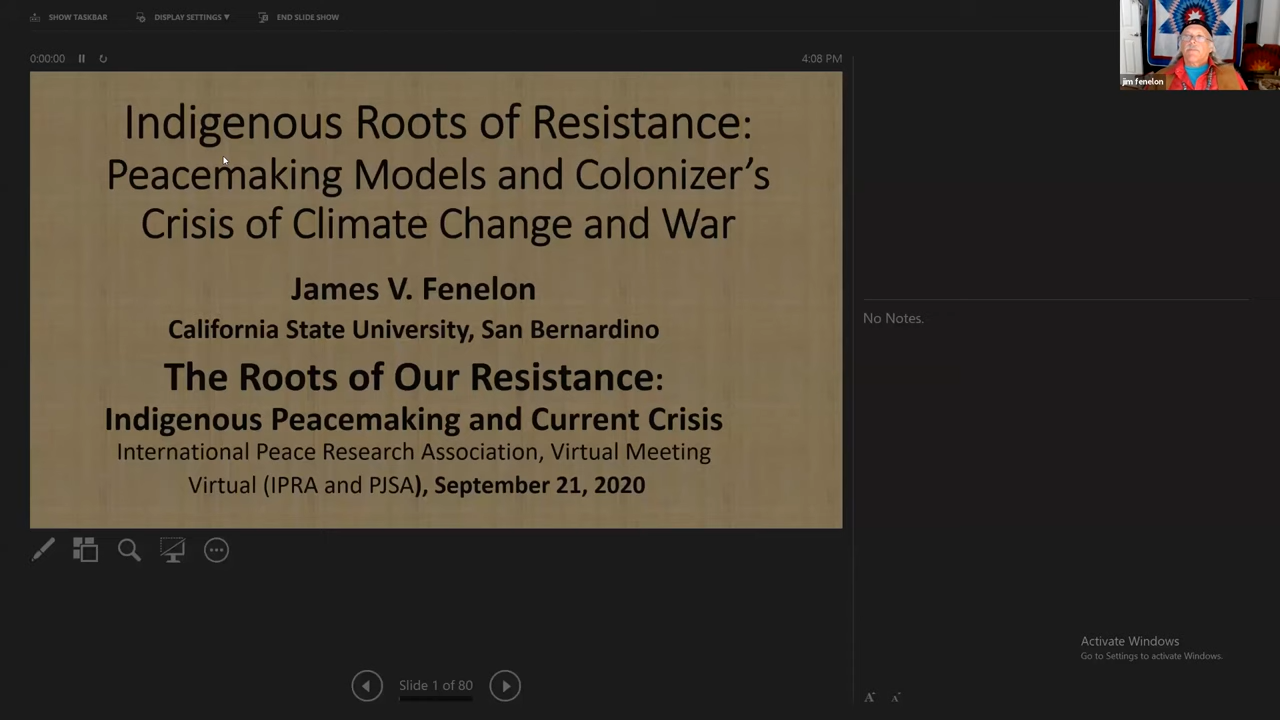 SHOW TASKBAR
DISPLAY SETTINGS ▼
END SLIDE SHOW
jim fenelon
0:00:00
4:08 PM
Indigenous Roots of Resistance:
Peacemaking Models and Colonizer’s
Crisis of Climate Change and War
James V. Fenelon
California State University, San Bernardino
The Roots of Our Resistance:
Indigenous Peacemaking and Current Crisis
International Peace Research Association, Virtual Meeting
Virtual (IPRA and PJSA), September 21, 2020
No Notes.
Activate Windows
Go to Settings to activate Windows.
Slide 1 of 80
A A